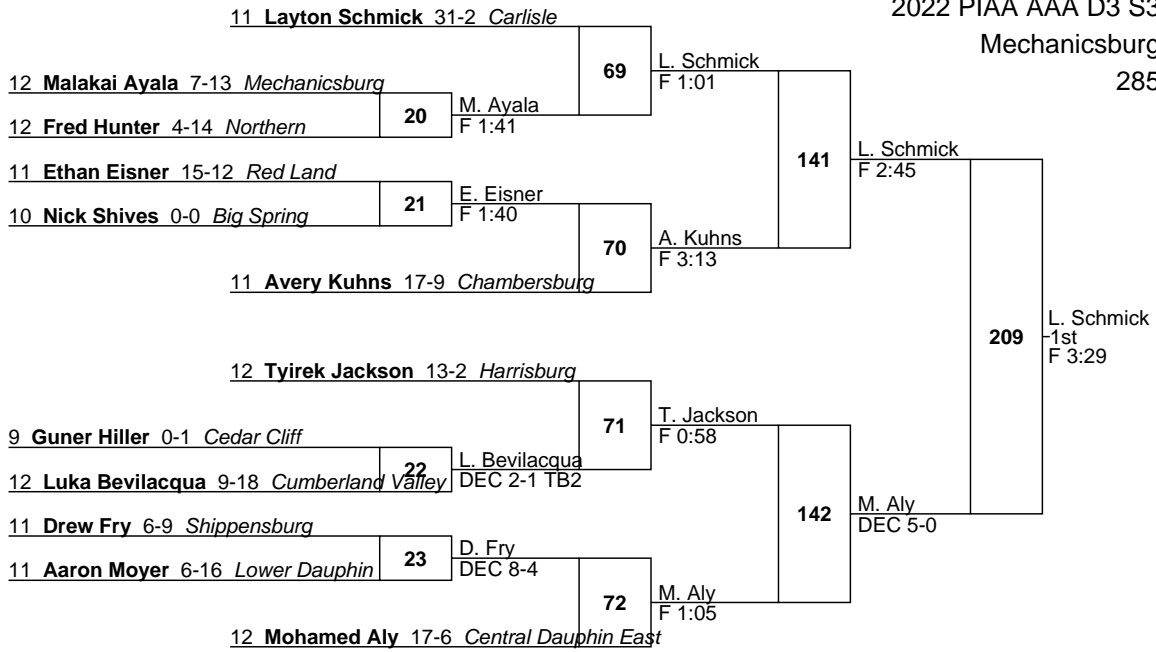 2022 PIAA AAA D3 S3
Mechanicsburg
285
11 Layton Schmick 31-2 Carlisle
69
L. Schmick
F 1:01
12 Malakai Ayala 7-13 Mechanicsburg
20
M. Ayala
F 1:41
12 Fred Hunter 4-14 Northern
141
L. Schmick
F 2:45
11 Ethan Eisner 15-12 Red Land
21
E. Eisner
F 1:40
10 Nick Shives 0-0 Big Spring
70
A. Kuhns
F 3:13
11 Avery Kuhns 17-9 Chambersburg
209
L. Schmick
1st
F 3:29
12 Tyirek Jackson 13-2 Harrisburg
71
T. Jackson
F 0:58
9 Guner Hiller 0-1 Cedar Cliff
22
L. Bevilacqua
DEC 2-1 TB2
12 Luka Bevilacqua 9-18 Cumberland Valley
142
M. Aly
DEC 5-0
11 Drew Fry 6-9 Shippensburg
23
D. Fry
DEC 8-4
11 Aaron Moyer 6-16 Lower Dauphin
72
M. Aly
F 1:05
12 Mohamed Aly 17-6 Central Dauphin East